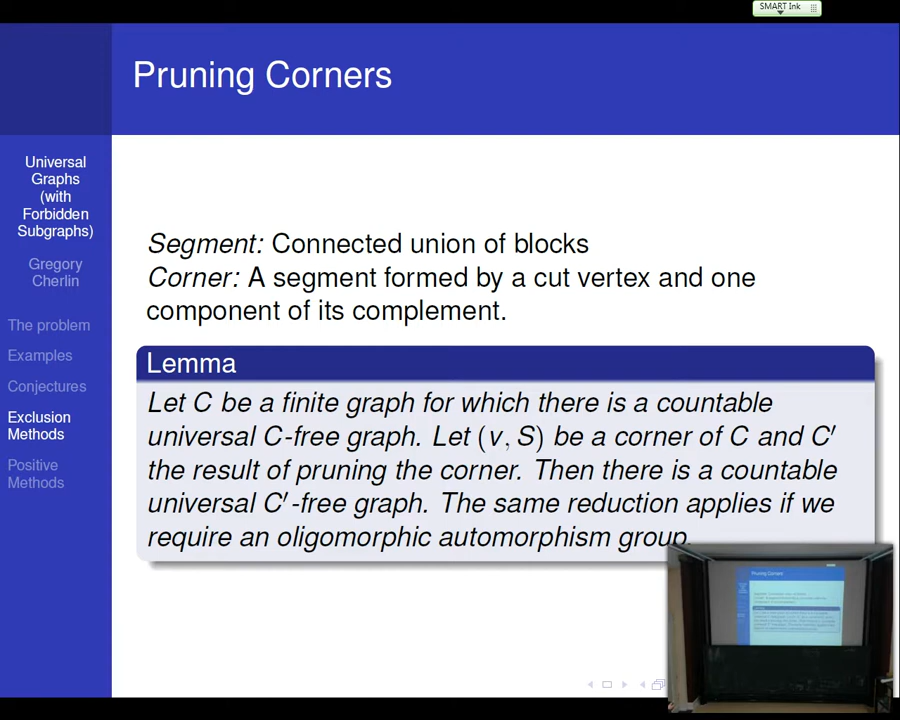 SMART Ink
Pruning Corners
Universal
Graphs
(with
Forbidden
Subgraphs)
Gregory
Cherlin
The problem
Examples
Conjectures
Exclusion
Methods
Positive
Methods
Segment: Connected union of blocks
Corner: A segment formed by a cut vertex and one
component of its complement.
Lemma
Let C be a finite graph for which there is a countable
universal C-free graph. Let (v, S) be a corner of C and C′
the result of pruning the corner. Then there is a countable
universal C′-free graph. The same reduction applies if we
require an oligomorphic automorphism group.
Pruning Corners